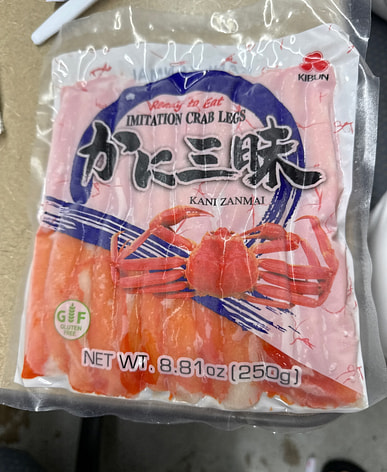 KIBUN
Ready to Eat
IMITATION CRAB LEGS
かに三昧
KANI ZANMAI
GF
GLUTEN
FREE
NET WT. 8.81oz (250g)